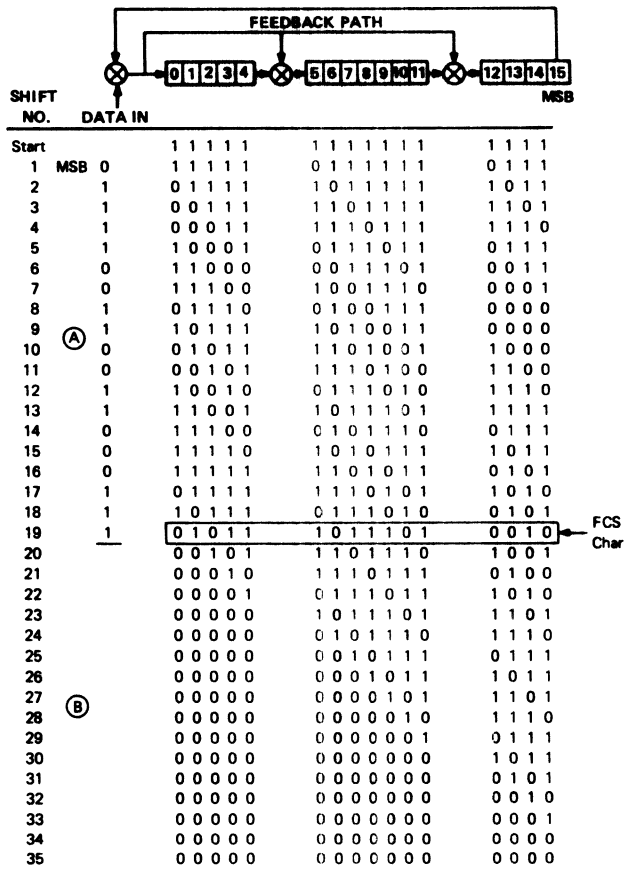 FEEDBACK PATH
0 1 2 3 4 5 6 7 8 9 10 11 12 13 14 15
SHIFT MSB
NO. DATA IN
Start 1 1 1 1 1 1 1 1 1 1 1 1 1 1 1 1
1 MSB 0 1 1 1 1 1 0 1 1 1 1 1 1 0 1 1 1
2 1 0 1 1 1 1 1 0 1 1 1 1 1 1 0 1 1
3 1 0 0 1 1 1 1 1 0 1 1 1 1 1 1 0 1
4 1 0 0 0 1 1 1 1 1 0 1 1 1 1 1 1 0
5 1 1 0 0 0 1 0 1 1 1 0 1 1 0 1 1 1
6 0 1 1 0 0 0 0 0 1 1 1 0 1 0 0 1 1
7 0 1 1 1 0 0 1 0 0 1 1 1 0 0 0 0 1
8 1 0 1 1 1 0 0 1 0 0 1 1 1 0 0 0 0
9 1 1 0 1 1 1 1 0 1 0 0 1 1 0 0 0 0
Ⓐ
10 0 0 1 0 1 1 1 1 0 1 0 0 1 1 0 0 0
11 0 0 0 1 0 1 1 1 1 0 1 0 0 1 1 0 0
12 1 1 0 0 1 0 0 1 1 1 0 1 0 1 1 1 0
13 1 1 1 0 0 1 1 0 1 1 1 0 1 1 1 1 1
14 0 1 1 1 0 0 0 1 0 1 1 1 0 0 1 1 1
15 0 1 1 1 1 0 1 0 1 0 1 1 1 1 0 1 1
16 0 1 1 1 1 1 1 1 0 1 0 1 1 0 1 0 1
17 1 0 1 1 1 1 1 1 1 0 1 0 1 1 0 1 0
18 1 1 0 1 1 1 0 1 1 1 0 1 0 0 1 0 1
19 1 0 1 0 1 1 1 0 1 1 1 0 1 0 0 1 0 FCS
Char
20 0 0 1 0 1 1 1 0 1 1 1 0 1 0 0 1
21 0 0 0 1 0 1 1 1 0 1 1 1 0 1 0 0
22 0 0 0 0 1 0 1 1 1 0 1 1 1 0 1 0
23 0 0 0 0 0 1 0 1 1 1 0 1 1 1 0 1
24 0 0 0 0 0 0 1 0 1 1 1 0 1 1 1 0
25 0 0 0 0 0 0 0 1 0 1 1 1 0 1 1 1
26 0 0 0 0 0 0 0 0 1 0 1 1 1 0 1 1
27 0 0 0 0 0 0 0 0 0 1 0 1 1 1 0 1
Ⓑ
28 0 0 0 0 0 0 0 0 0 0 1 0 1 1 1 0
29 0 0 0 0 0 0 0 0 0 0 0 1 0 1 1 1
30 0 0 0 0 0 0 0 0 0 0 0 0 1 0 1 1
31 0 0 0 0 0 0 0 0 0 0 0 0 0 1 0 1
32 0 0 0 0 0 0 0 0 0 0 0 0 0 0 1 0
33 0 0 0 0 0 0 0 0 0 0 0 0 0 0 0 1
34 0 0 0 0 0 0 0 0 0 0 0 0 0 0 0 0
35 0 0 0 0 0 0 0 0 0 0 0 0 0 0 0 0